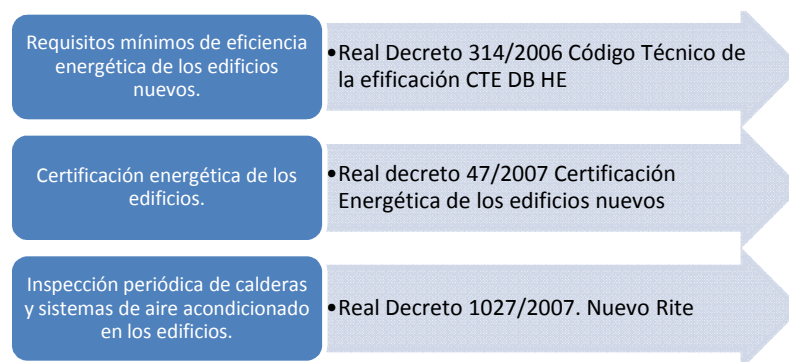 Requisitos mínimos de eficiencia
energética de los edificios
nuevos.
•Real Decreto 314/2006 Código Técnico de
la efificación CTE DB HE
Certificación energética de los
edificios.
•Real decreto 47/2007 Certificación
Energética de los edificios nuevos
Inspección periódica de calderas
y sistemas de aire acondicionado
en los edificios.
•Real Decreto 1027/2007. Nuevo Rite